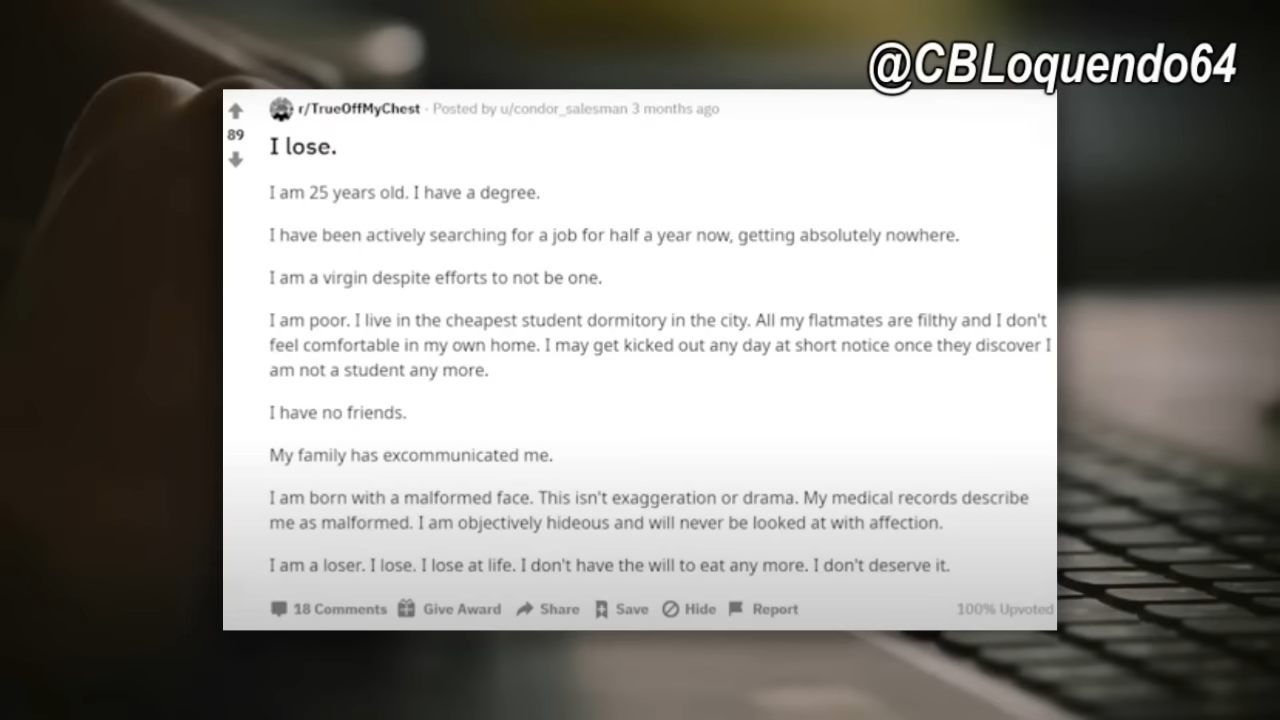 @CBLoquendo64
r/TrueOffMyChest · Posted by u/condor_salesman 3 months ago
89
I lose.
I am 25 years old. I have a degree.
I have been actively searching for a job for half a year now, getting absolutely nowhere.
I am a virgin despite efforts to not be one.
I am poor. I live in the cheapest student dormitory in the city. All my flatmates are filthy and I don't
feel comfortable in my own home. I may get kicked out any day at short notice once they discover I
am not a student any more.
I have no friends.
My family has excommunicated me.
I am born with a malformed face. This isn't exaggeration or drama. My medical records describe
me as malformed. I am objectively hideous and will never be looked at with affection.
I am a loser. I lose. I lose at life. I don't have the will to eat any more. I don't deserve it.
18 Comments Give Award Share Save Hide Report 100% Upvoted